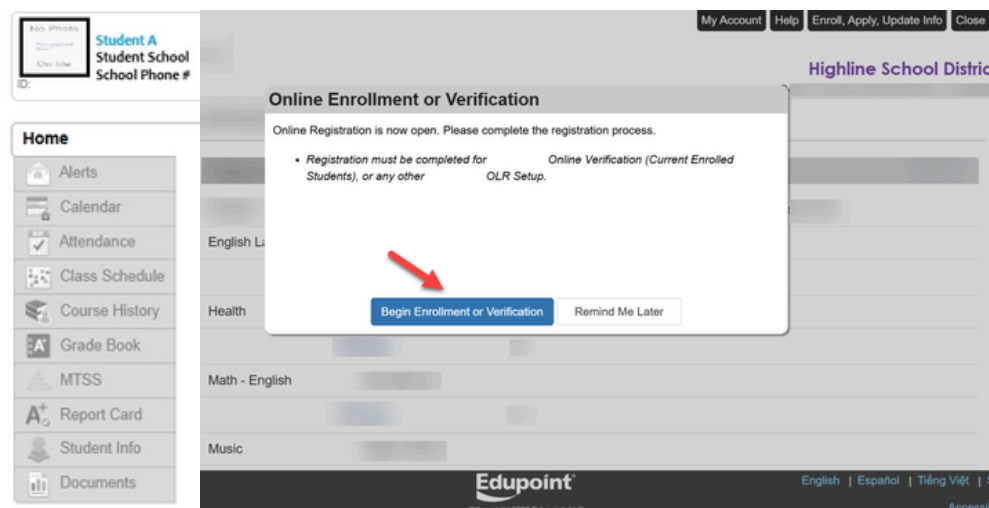 No Photo
On file
ID:
Student A
Student School
School Phone #
My Account Help Enroll, Apply, Update Info Close
Highline School Distric
Home
Alerts
Calendar
Attendance
Class Schedule
Course History
Grade Book
MTSS
Report Card
Student Info
Documents
Online Enrollment or Verification
Online Registration is now open. Please complete the registration process.
• Registration must be completed for Online Verification (Current Enrolled
Students), or any other OLR Setup.
Begin Enrollment or Verification Remind Me Later
English La
Health
Math - English
Music
Edupoint
English | Español | Tiếng Việt |
Accessi